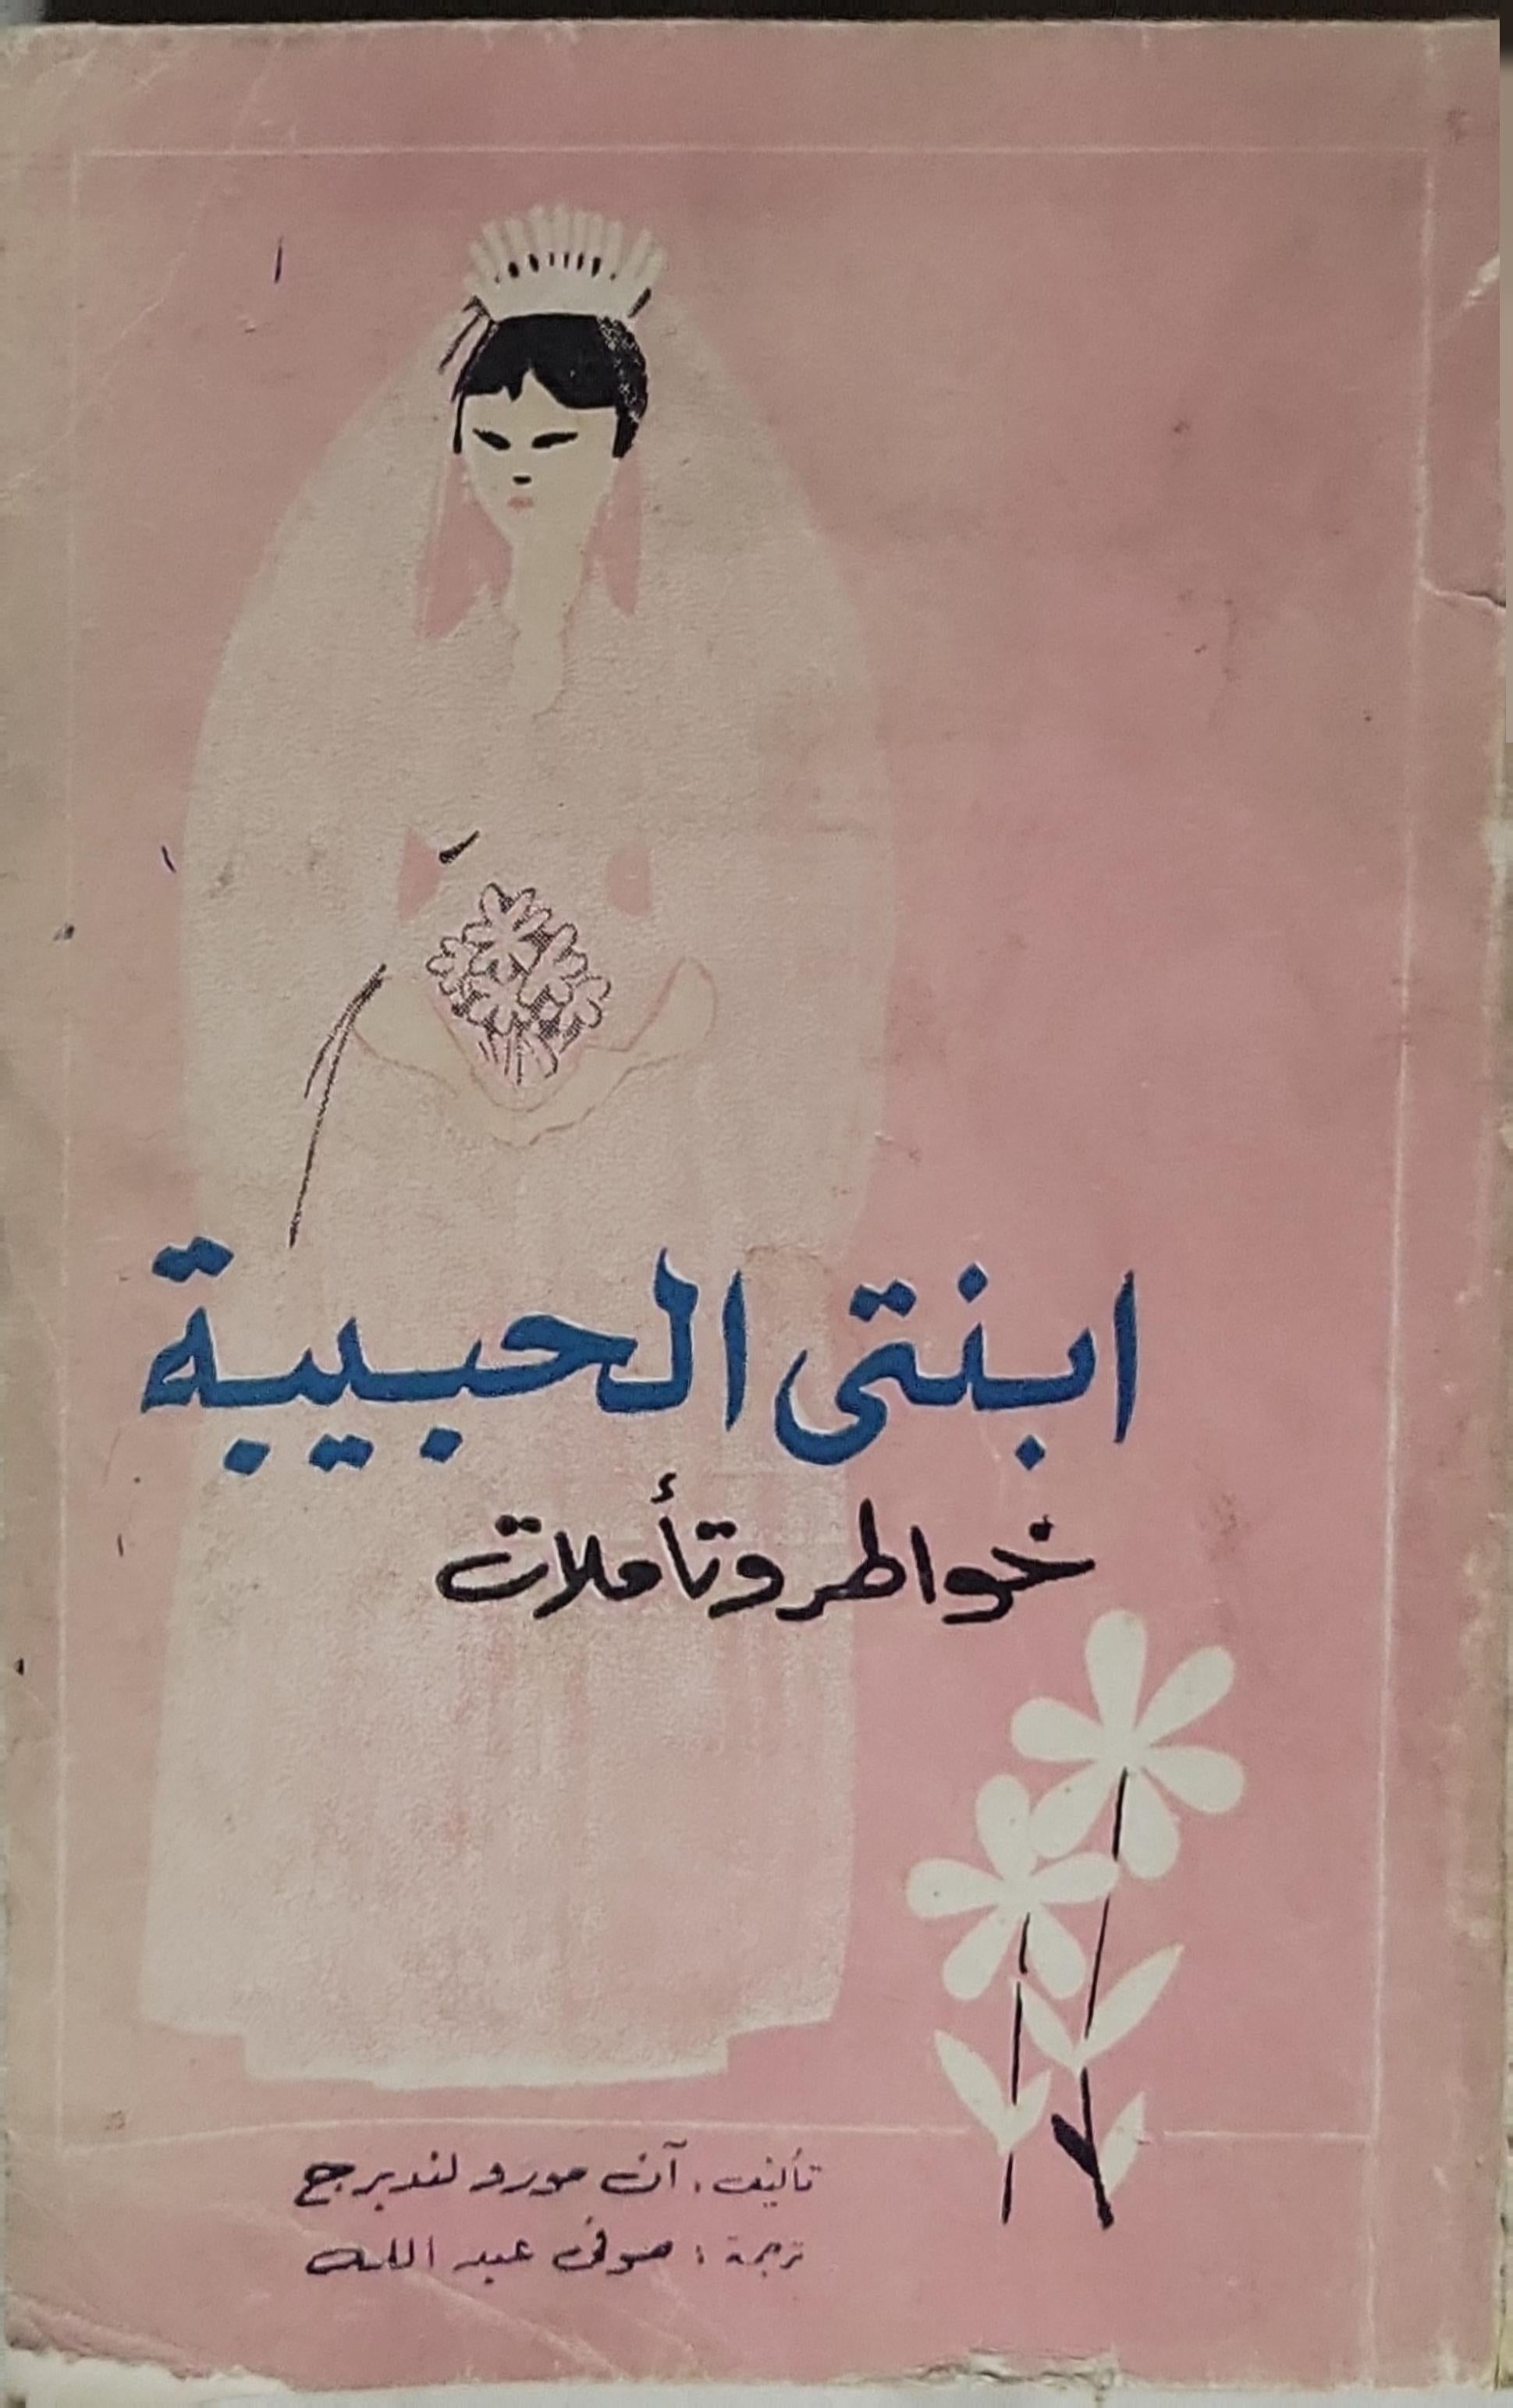 ابنتى الحبيبة
خواطر وتأملات
تأليف : آن مورو لندبرج
ترجمة : صوفى عبد الله